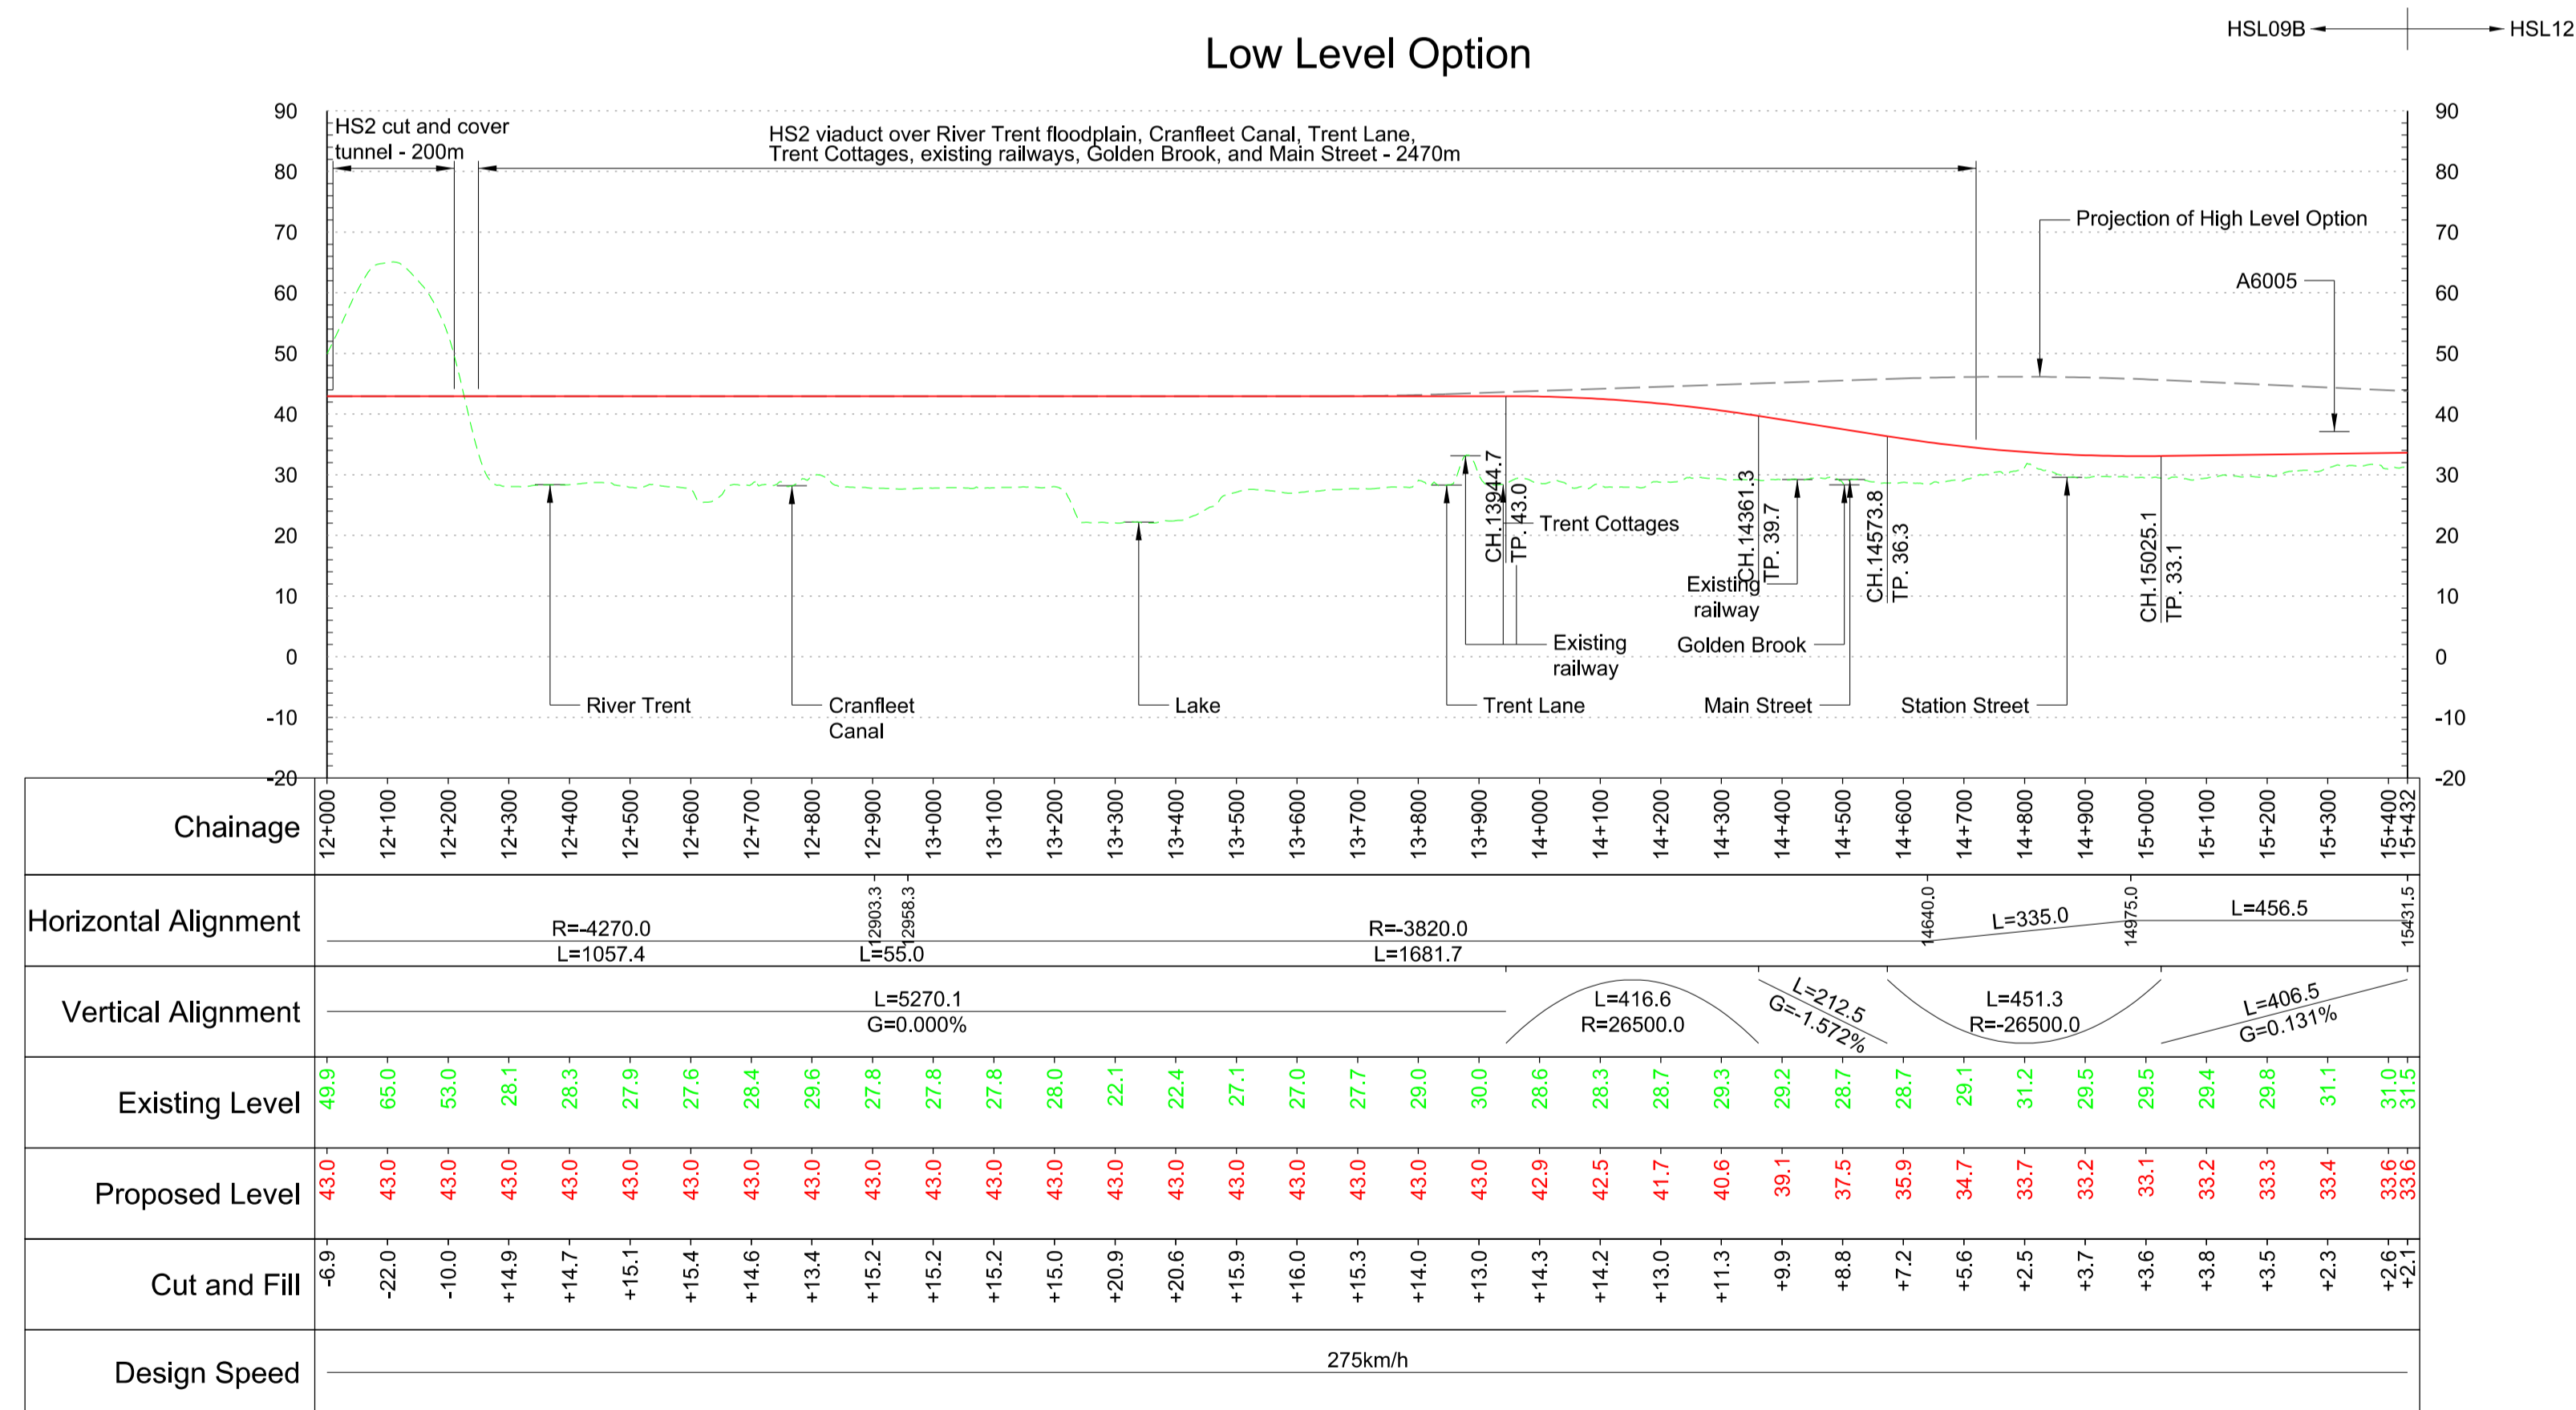 HSL09B HSL12
Low Level Option
90 90
HS2 cut and cover
tunnel - 200m
HS2 viaduct over River Trent floodplain, Cranfleet Canal, Trent Lane,
Trent Cottages, existing railways, Golden Brook, and Main Street - 2470m
80 80
Projection of High Level Option
70 70
A6005
60 60
50 50
40 40
30 30
CH.13944.7
TP. 43.0
CH.14361.3
TP. 39.7
CH.14573.8
TP. 36.3
CH.15025.1
TP. 33.1
Trent Cottages
20 20
Existing
railway
10 10
Existing
railway
Golden Brook
0 0
River Trent
Cranfleet
Canal
Lake
Trent Lane
Main Street
Station Street
-10 -10
-20 -20
Chainage 12+000 12+100 12+200 12+300 12+400 12+500 12+600 12+700 12+800 12+900 13+000 13+100 13+200 13+300 13+400 13+500 13+600 13+700 13+800 13+900 14+000 14+100 14+200 14+300 14+400 14+500 14+600 14+700 14+800 14+900 15+000 15+100 15+200 15+300 15+400 15+432
Horizontal Alignment
R=-4270.0
L=1057.4
12903.3
L=55.0
12958.3
R=-3820.0
L=1681.7
14640.0
L=335.0
14975.0
L=456.5
15431.5
Vertical Alignment
L=5270.1
G=0.000%
L=416.6
R=26500.0
L=212.5
G=-1.572%
L=451.3
R=-26500.0
L=406.5
G=0.131%
Existing Level 49.9 65.0 53.0 28.1 28.3 27.9 27.6 28.4 29.6 27.8 27.8 27.8 28.0 22.1 22.4 27.1 27.0 27.7 29.0 30.0 28.6 28.3 28.7 29.3 29.2 28.7 28.7 29.1 31.2 29.5 29.5 29.4 29.8 31.1 31.0 31.5
Proposed Level 43.0 43.0 43.0 43.0 43.0 43.0 43.0 43.0 43.0 43.0 43.0 43.0 43.0 43.0 43.0 43.0 43.0 43.0 43.0 43.0 42.9 42.5 41.7 40.6 39.1 37.5 35.9 34.7 33.7 33.2 33.1 33.2 33.3 33.4 33.6 33.6
Cut and Fill -6.9 -22.0 -10.0 +14.9 +14.7 +15.1 +15.4 +14.6 +13.4 +15.2 +15.2 +15.2 +15.0 +20.9 +20.6 +15.9 +16.0 +15.3 +14.0 +13.0 +14.3 +14.2 +13.0 +11.3 +9.9 +8.8 +7.2 +5.6 +2.5 +3.7 +3.6 +3.8 +3.5 +2.3 +2.6 +2.1
Design Speed 275km/h